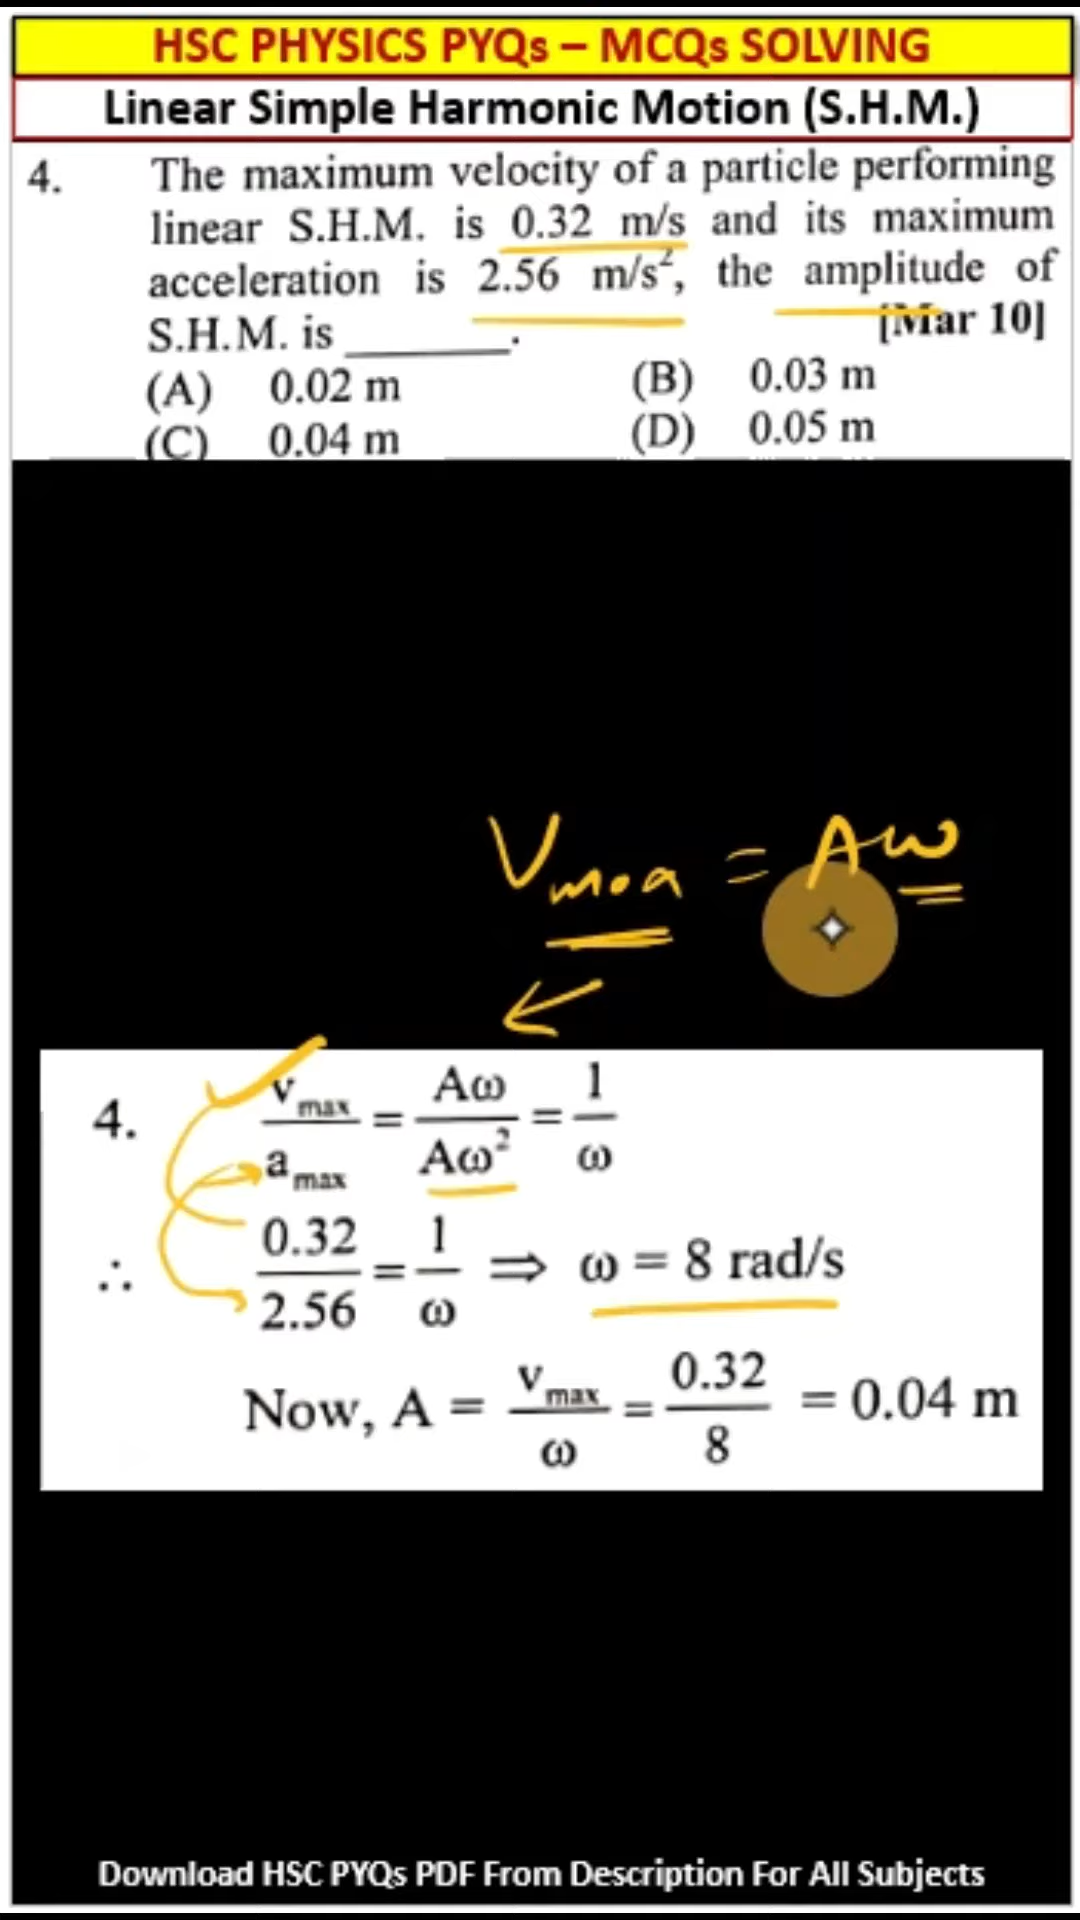 HSC PHYSICS PYQs – MCQs SOLVING
Linear Simple Harmonic Motion (S.H.M.)
4. The maximum velocity of a particle performing
linear S.H.M. is 0.32 m/s and its maximum
acceleration is 2.56 m/s², the amplitude of
S.H.M. is ________. [Mar 10]
(A) 0.02 m (B) 0.03 m
(C) 0.04 m (D) 0.05 m
Vmoa = Aω
4. vmax/amax = Aω/Aω² = 1/ω
∴ 0.32/2.56 = 1/ω ⇒ ω = 8 rad/s
Now, A = vmax/ω = 0.32/8 = 0.04 m
Download HSC PYQs PDF From Description For All Subjects